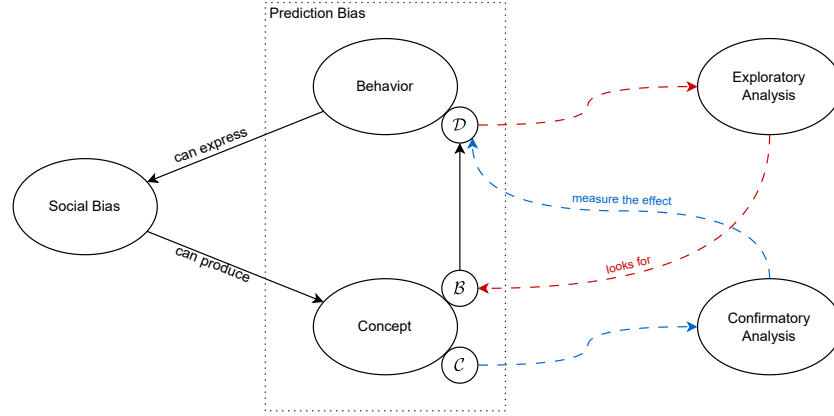 Prediction Bias
Behavior
Exploratory
Analysis
𝒟
can express
measure the effect
Social Bias
can produce
looks for
ℬ
Concept
Confirmatory
Analysis
𝒞